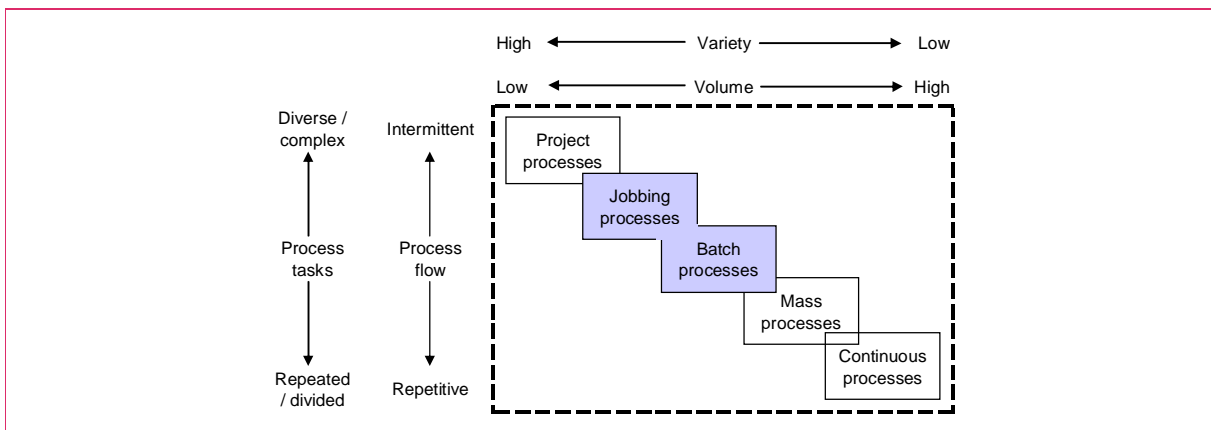 High Variety Low
Low Volume High
Diverse /
complex
Intermittent
Project
processes
Jobbing
processes
Process
tasks
Process
flow
Batch
processes
Mass
processes
Continuous
processes
Repeated
/ divided
Repetitive